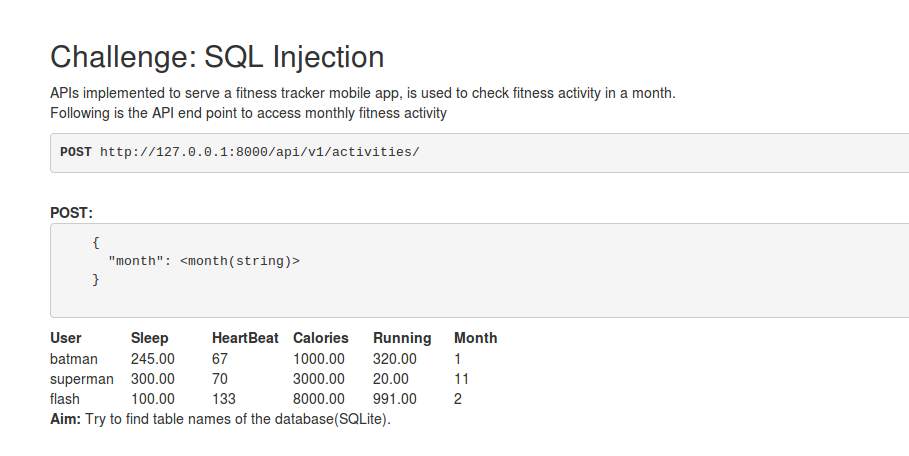 Challenge: SQL Injection
APIs implemented to serve a fitness tracker mobile app, is used to check fitness activity in a month.
Following is the API end point to access monthly fitness activity
POST http://127.0.0.1:8000/api/v1/activities/
POST:
{
"month": <month(string)>
}
User Sleep HeartBeat Calories Running Month
batman 245.00 67 1000.00 320.00 1
superman 300.00 70 3000.00 20.00 11
flash 100.00 133 8000.00 991.00 2
Aim: Try to find table names of the database(SQLite).